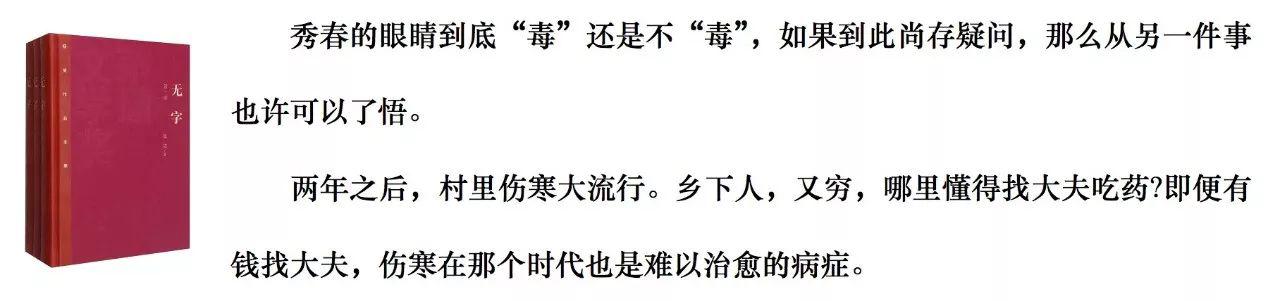 无字
秀春的眼睛到底“毒”还是不“毒”，如果到此尚存疑问，那么从另一件事
也许可以了悟。
两年之后，村里伤寒大流行。乡下人，又穷，哪里懂得找大夫吃药?即便有
钱找大夫，伤寒在那个时代也是难以治愈的病症。